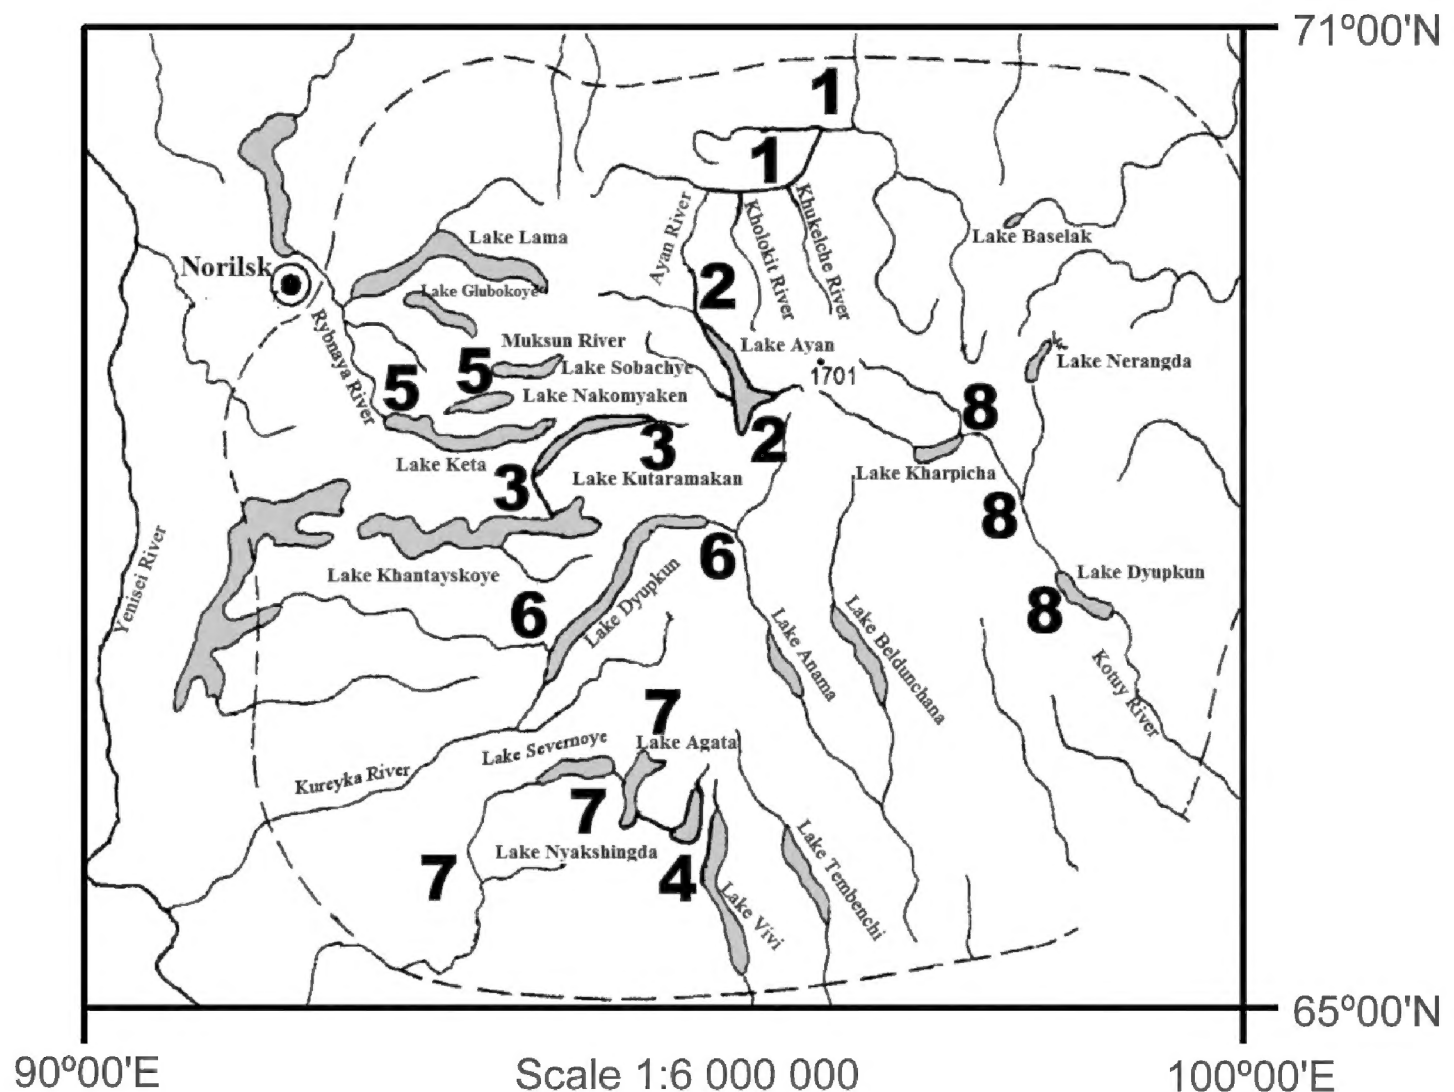 71º00'N
1
1
Ayan River
Kholokit River
Khukelche River
Lake Lama
Lake Baselak
Norilsk
Lake Glubokoye
2
Rybnaya River
Muksun River
Lake Ayan
Lake Sobachye
1701
Lake Nerangda
5
5
Lake Nakomyaken
8
2
3
Lake Keta
3
Lake Kutaramakan
Lake Kharpicha
8
Yenisei River
Lake Khantayskoye
6
Lake Dyupkun
8
6
Lake Dyupkun
Lake Anama
Lake Beldunchana
Kotuy River
7
Lake Severnoye
Lake Agata
Kureyka River
7
Lake Nyakshingda
7
4
Lake Vivi
Lake Tembenchi
65º00'N
90º00'E
Scale 1:6 000 000
100º00'E